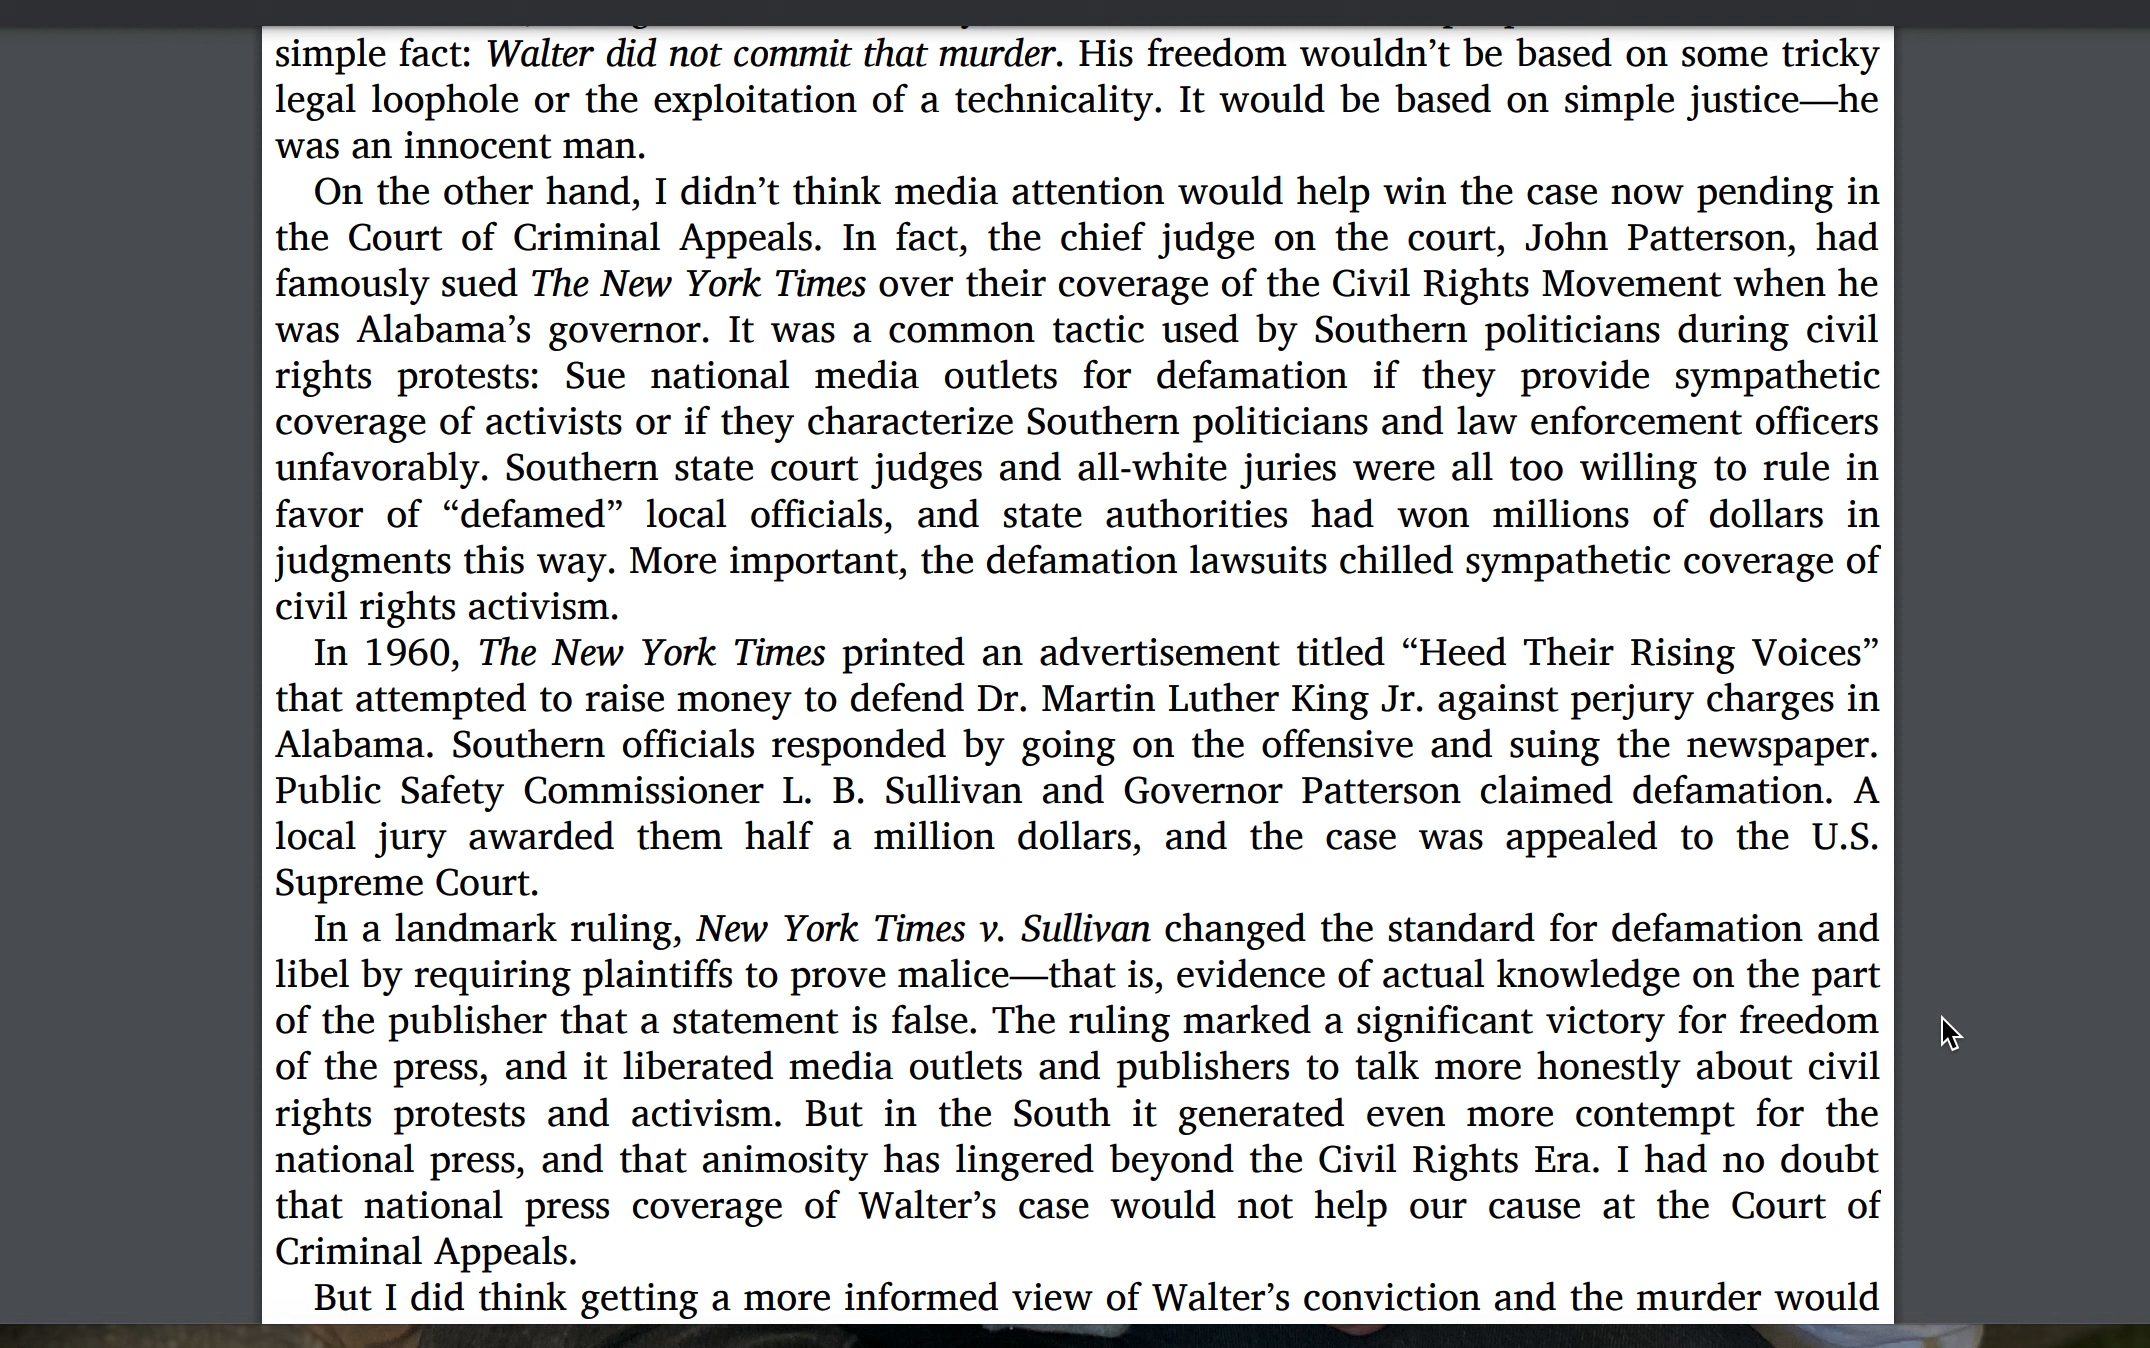 simple fact: Walter did not commit that murder. His freedom wouldn’t be based on some tricky
legal loophole or the exploitation of a technicality. It would be based on simple justice—he
was an innocent man.
On the other hand, I didn’t think media attention would help win the case now pending in
the Court of Criminal Appeals. In fact, the chief judge on the court, John Patterson, had
famously sued The New York Times over their coverage of the Civil Rights Movement when he
was Alabama’s governor. It was a common tactic used by Southern politicians during civil
rights protests: Sue national media outlets for defamation if they provide sympathetic
coverage of activists or if they characterize Southern politicians and law enforcement officers
unfavorably. Southern state court judges and all-white juries were all too willing to rule in
favor of “defamed” local officials, and state authorities had won millions of dollars in
judgments this way. More important, the defamation lawsuits chilled sympathetic coverage of
civil rights activism.
In 1960, The New York Times printed an advertisement titled “Heed Their Rising Voices”
that attempted to raise money to defend Dr. Martin Luther King Jr. against perjury charges in
Alabama. Southern officials responded by going on the offensive and suing the newspaper.
Public Safety Commissioner L. B. Sullivan and Governor Patterson claimed defamation. A
local jury awarded them half a million dollars, and the case was appealed to the U.S.
Supreme Court.
In a landmark ruling, New York Times v. Sullivan changed the standard for defamation and
libel by requiring plaintiffs to prove malice—that is, evidence of actual knowledge on the part
of the publisher that a statement is false. The ruling marked a significant victory for freedom
of the press, and it liberated media outlets and publishers to talk more honestly about civil
rights protests and activism. But in the South it generated even more contempt for the
national press, and that animosity has lingered beyond the Civil Rights Era. I had no doubt
that national press coverage of Walter’s case would not help our cause at the Court of
Criminal Appeals.
But I did think getting a more informed view of Walter’s conviction and the murder would